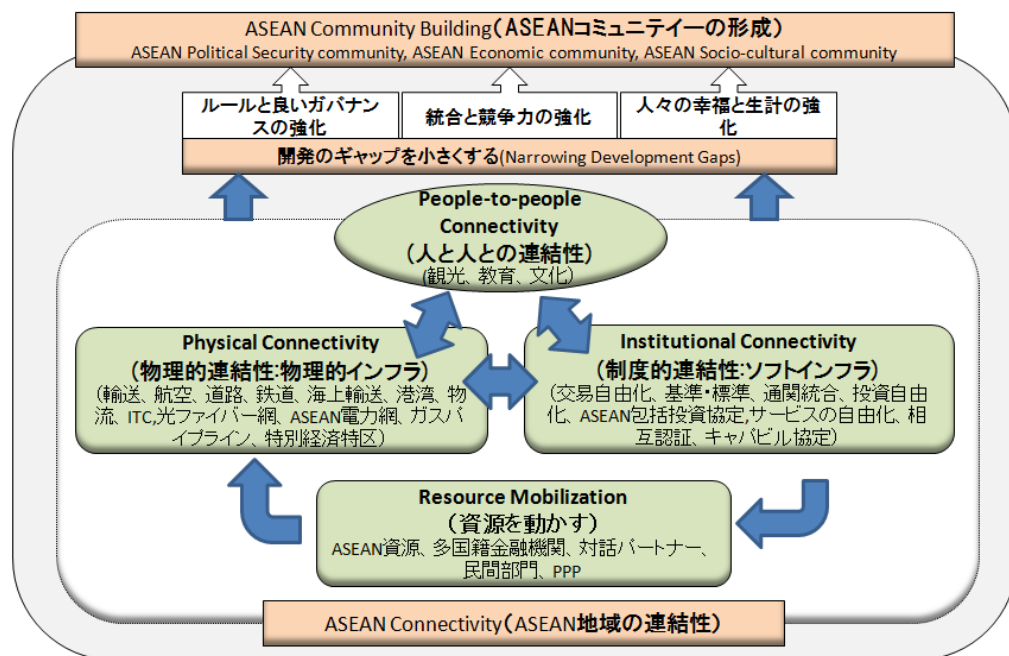 ASEAN Community Building(ASEANコミュニテイーの形成)
ASEAN Political Security community, ASEAN Economic community, ASEAN Socio-cultural community
ルールと良いガバナン
スの強化
統合と競争力の強化
人々の幸福と生計の強
化
開発のギャップを小さくする(Narrowing Development Gaps)
People-to-people
Connectivity
(人と人との連結性)
(観光、教育、文化)
Physical Connectivity
(物理的連結性:物理的インフラ)
(輸送、航空、道路、鉄道、海上輸送、港湾、物
流、ITC,光ファイバー網、ASEAN電力網、ガスパ
イプライン、特別経済特区)
Institutional Connectivity
(制度的連結性:ソフトインフラ)
(交易自由化、基準・標準、通関統合、投資自由
化、ASEAN包括投資協定,サービスの自由化、相
互認証、キャパビル協定)
Resource Mobilization
(資源を動かす)
ASEAN資源、多国籍金融機関、対話パートナー、
民間部門、PPP
ASEAN Connectivity(ASEAN地域の連結性)